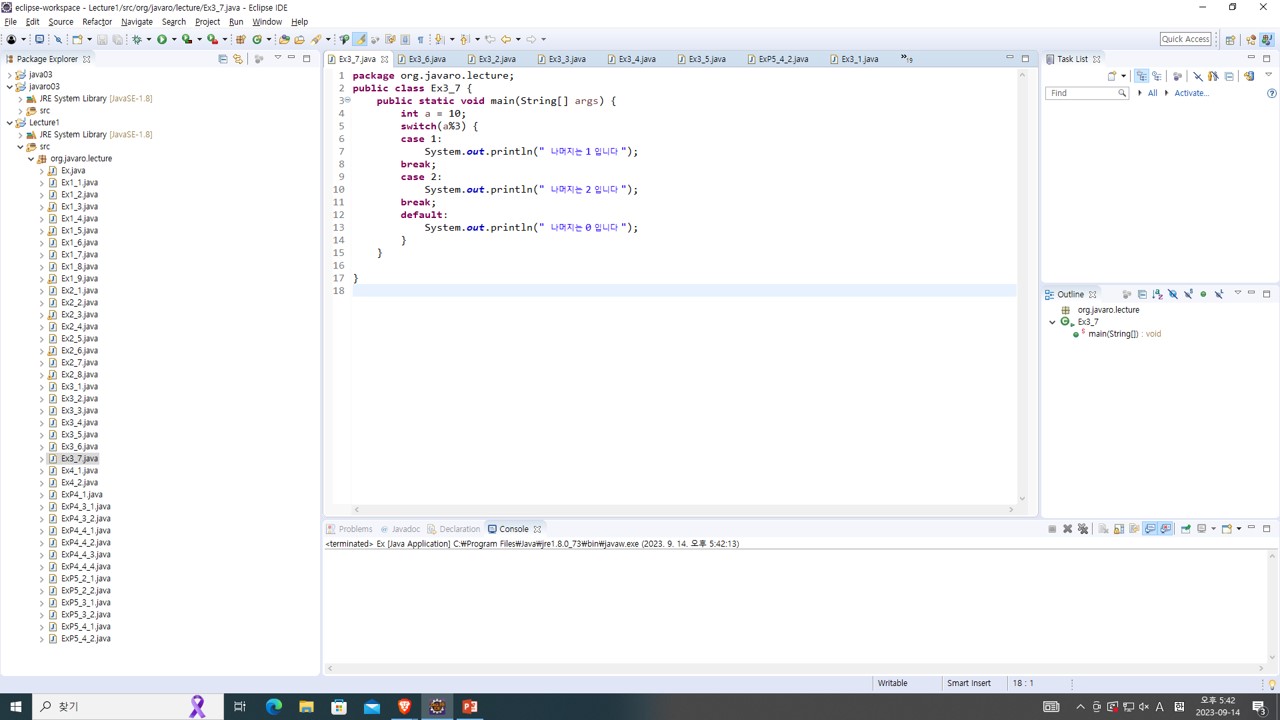 eclipse-workspace - Lecture1/src/org/javaro/lecture/Ex3_7.java - Eclipse IDE
File Edit Source Refactor Navigate Search Project Run Window Help
Quick Access
Package Explorer
java03
javaro03
JRE System Library [JavaSE-1.8]
src
Lecture1
JRE System Library [JavaSE-1.8]
src
org.javaro.lecture
Ex.java
Ex1_1.java
Ex1_2.java
Ex1_3.java
Ex1_4.java
Ex1_5.java
Ex1_6.java
Ex1_7.java
Ex1_8.java
Ex1_9.java
Ex2_1.java
Ex2_2.java
Ex2_3.java
Ex2_4.java
Ex2_5.java
Ex2_6.java
Ex2_7.java
Ex2_8.java
Ex3_1.java
Ex3_2.java
Ex3_3.java
Ex3_4.java
Ex3_5.java
Ex3_6.java
Ex3_7.java
Ex4_1.java
Ex4_2.java
ExP4_1.java
ExP4_3_1.java
ExP4_3_2.java
ExP4_4_1.java
ExP4_4_2.java
ExP4_4_3.java
ExP4_4_4.java
ExP5_2_1.java
ExP5_2_2.java
ExP5_3_1.java
ExP5_3_2.java
ExP5_4_1.java
ExP5_4_2.java
Ex3_7.java Ex3_6.java Ex3_2.java Ex3_3.java Ex3_4.java Ex3_5.java ExP5_4_2.java Ex3_1.java »19
1 package org.javaro.lecture;
2 public class Ex3_7 {
3 public static void main(String[] args) {
4 int a = 10;
5 switch(a%3) {
6 case 1:
7 System.out.println(" 나머지는 1 입니다 ");
8 break;
9 case 2:
10 System.out.println(" 나머지는 2 입니다 ");
11 break;
12 default:
13 System.out.println(" 나머지는 0 입니다 ");
14 }
15 }
16
17 }
18
Task List
Find All Activate...
Outline
org.javaro.lecture
Ex3_7
main(String[]) : void
Problems Javadoc Declaration Console
<terminated> Ex [Java Application] C:₩Program Files₩Java₩jre1.8.0_73₩bin₩javaw.exe (2023. 9. 14. 오후 5:42:13)
Writable Smart Insert 18 : 1
찾기
A 漢
오후 5:42
2023-09-14
3